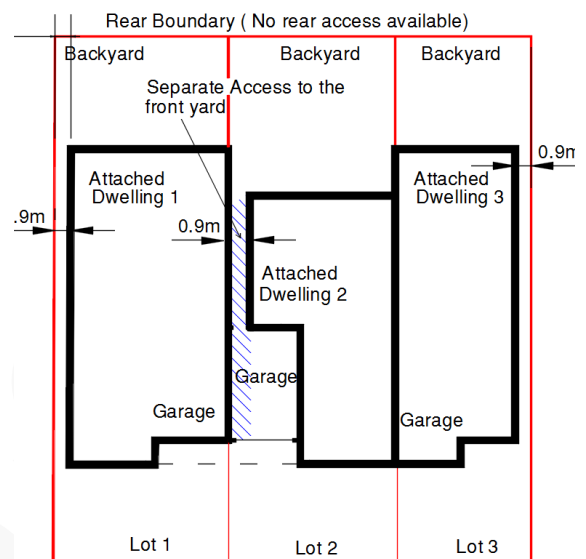 Rear Boundary ( No rear access available)
Backyard
Backyard
Backyard
Separate Access to the
front yard
0.9m
Attached
Dwelling 1
Attached
Dwelling 3
.9m
0.9m
Attached
Dwelling 2
Garage
Garage
Garage
Lot 1
Lot 2
Lot 3